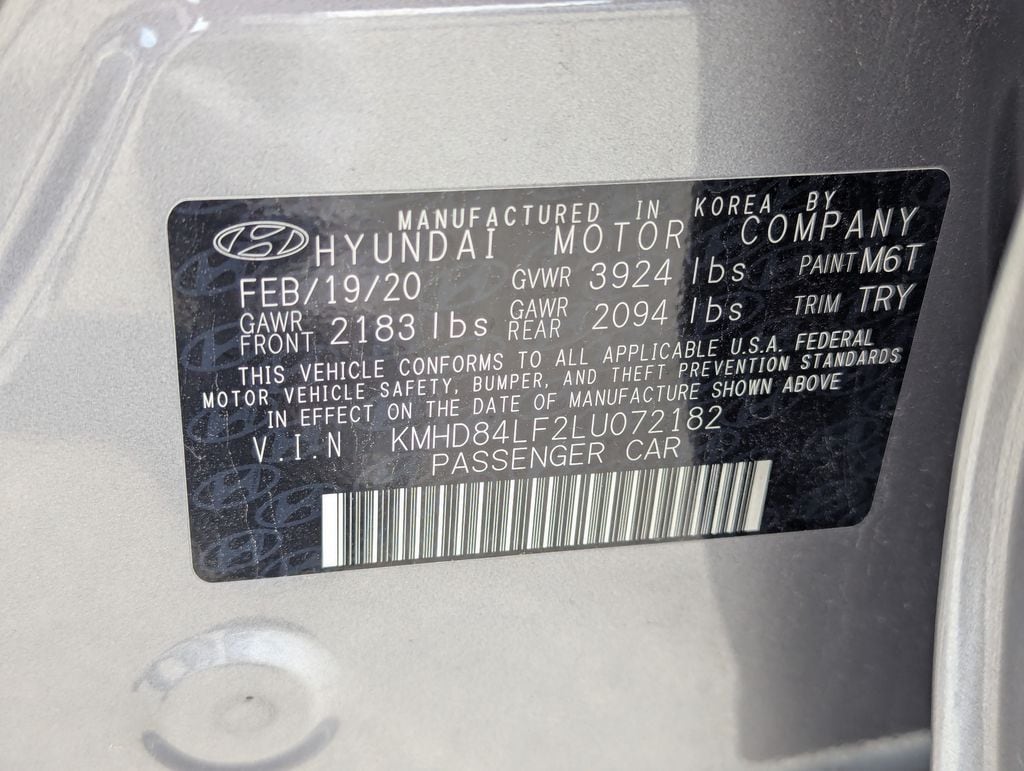 MANUFACTURED IN KOREA BY
HYUNDAI MOTOR COMPANY
FEB/19/20 GVWR 3924 lbs PAINT M6T
GAWR FRONT 2183 lbs GAWR REAR 2094 lbs TRIM TRY
THIS VEHICLE CONFORMS TO ALL APPLICABLE U.S.A. FEDERAL
MOTOR VEHICLE SAFETY, BUMPER, AND THEFT PREVENTION STANDARDS
IN EFFECT ON THE DATE OF MANUFACTURE SHOWN ABOVE
V.I.N KMHD84LF2LU072182
PASSENGER CAR